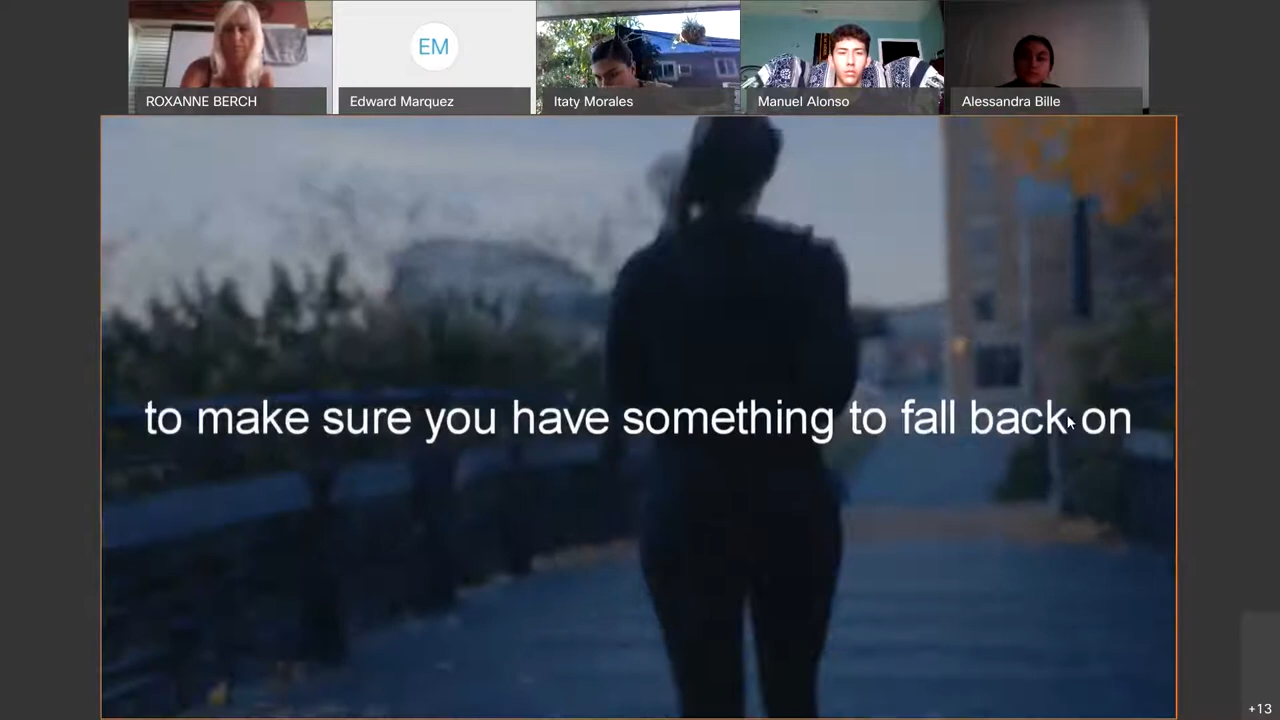 ROXANNE BERCH
EM
Edward Marquez
Itaty Morales
Manuel Alonso
Alessandra Bille
to make sure you have something to fall back on
+13